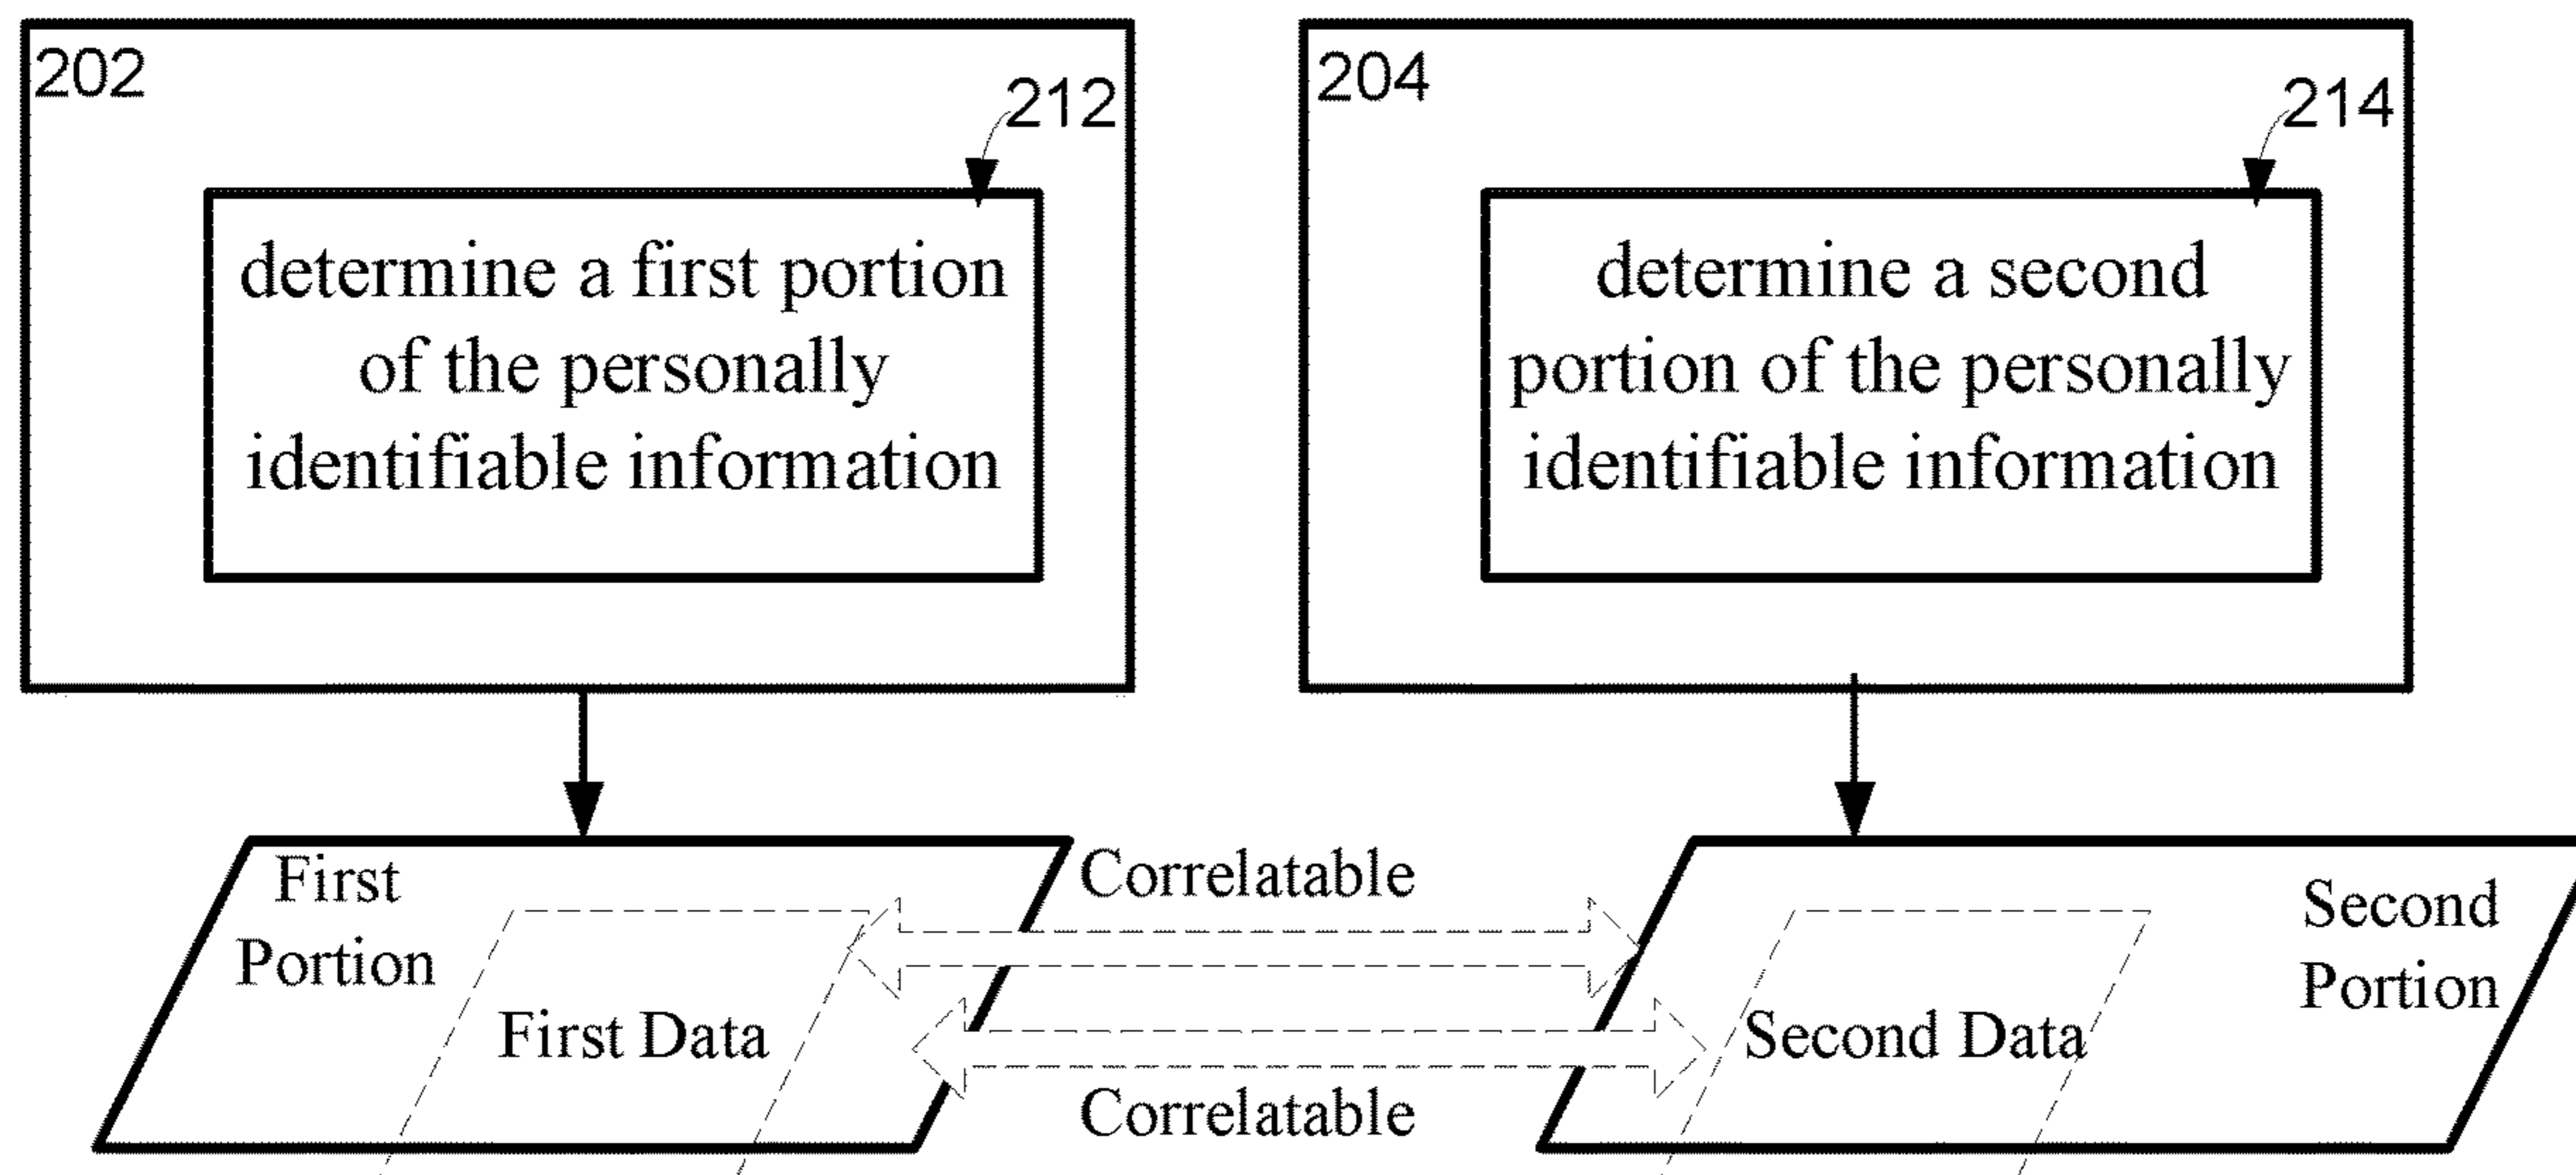 202
212
determine a first portion
of the personally
identifiable information
204
214
determine a second
portion of the personally
identifiable information
First
Portion
First Data
Correlatable
Correlatable
Second Data
Second
Portion